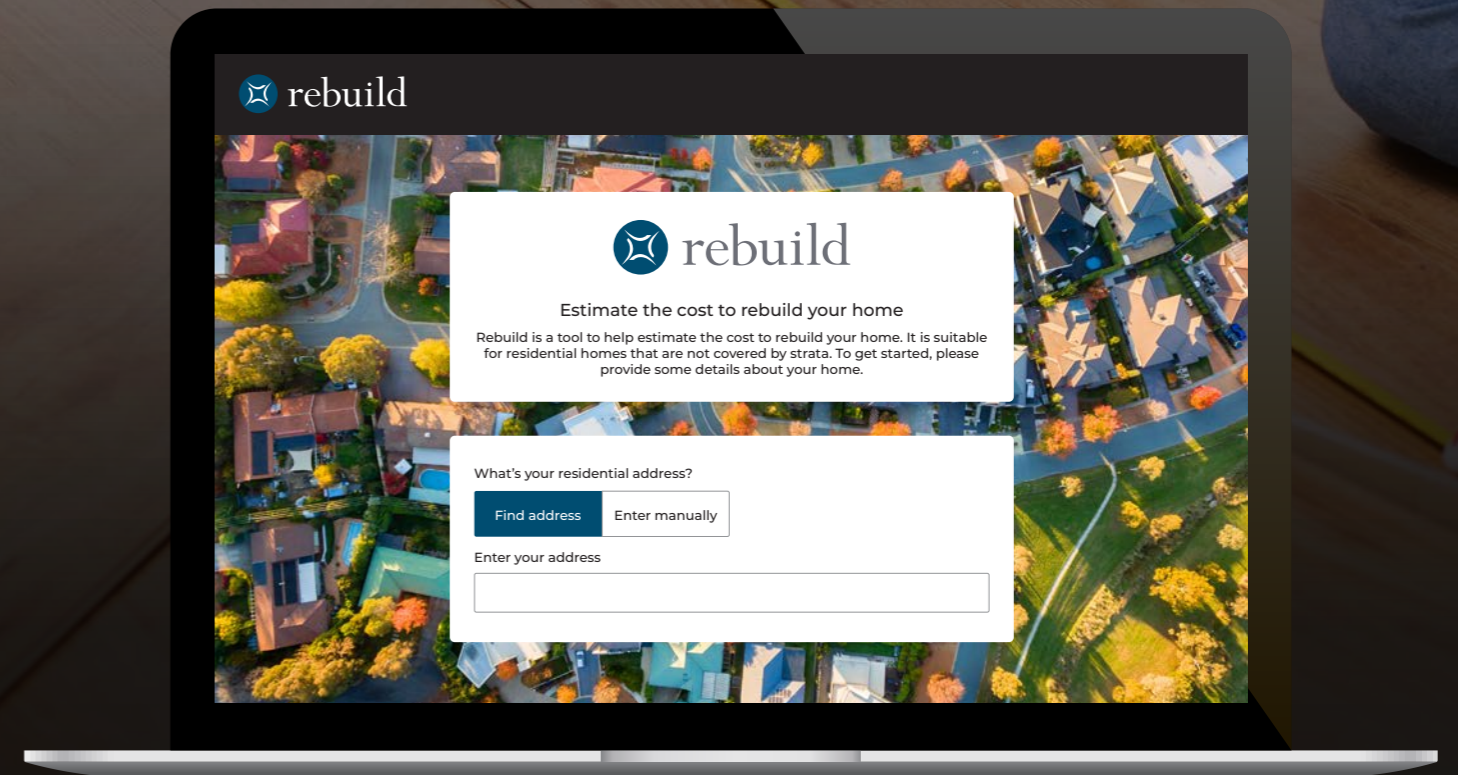 rebuild
rebuild
Estimate the cost to rebuild your home
Rebuild is a tool to help estimate the cost to rebuild your home. It is suitable
for residential homes that are not covered by strata. To get started, please
provide some details about your home.
What's your residential address?
Find address Enter manually
Enter your address